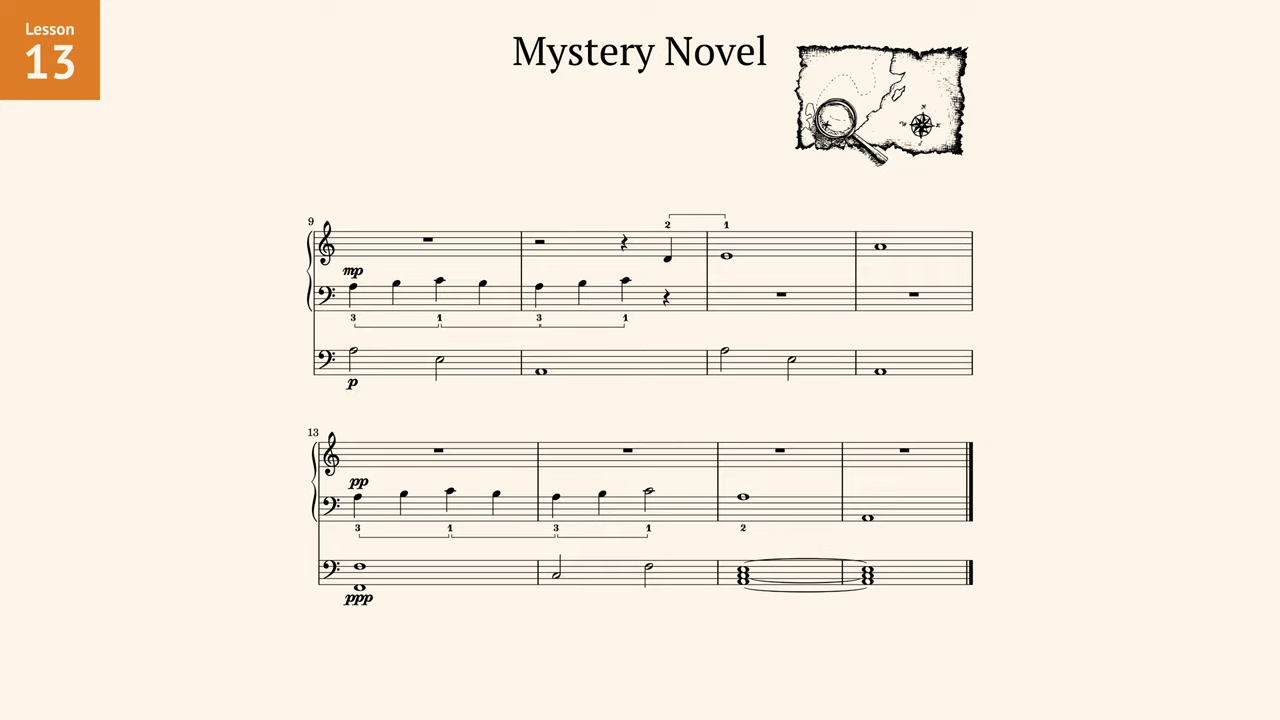 Lesson
13
Mystery Novel
9
2 1
mp
3 1 3 1
p
13
pp
3 1 3 1 2
ppp